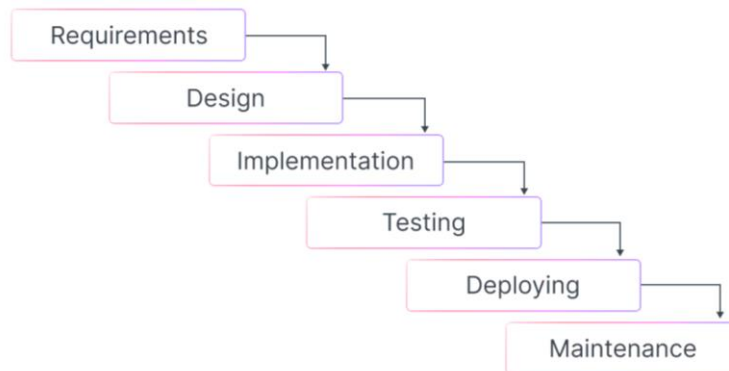 Requirements
Design
Implementation
Testing
Deploying
Maintenance